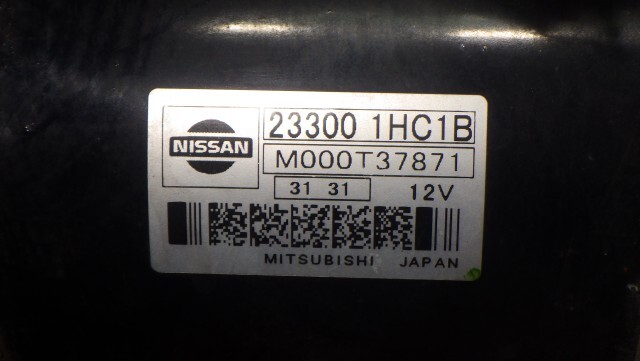 NISSAN
23300 1HC1B
M000T37871
31 31
12V
MITSUBISHI JAPAN